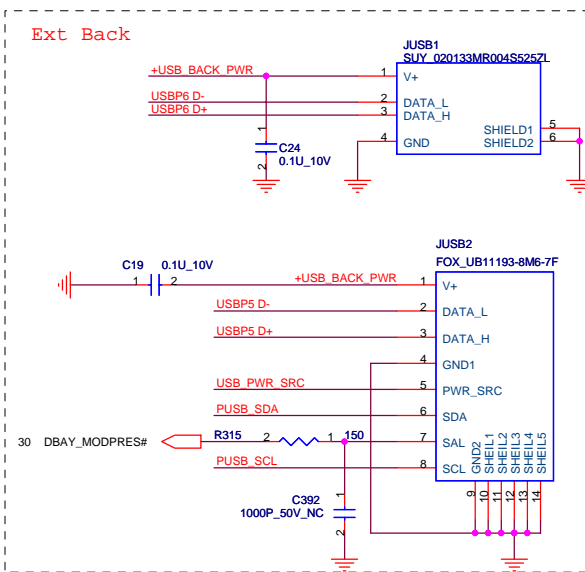 Ext Back
JUSB1
SUY_020133MR004S525ZL
+USB_BACK_PWR 1 V+
USBP6 D- 2 DATA_L
USBP6 D+ 3 DATA_H
4 GND
SHIELD1 5
SHIELD2 6
1
C24
0.1U_10V
2
JUSB2
FOX_UB11193-8M6-7F
C19 0.1U_10V
1 2
+USB_BACK_PWR 1 V+
USBP5 D- 2 DATA_L
USBP5 D+ 3 DATA_H
4 GND1
USB_PWR_SRC 5 PWR_SRC
PUSB_SDA 6 SDA
30 DBAY_MODPRES# R315 2 1 150 7 SAL
PUSB_SCL 8 SCL
GND2 SHEIL1 SHEIL2 SHEIL3 SHEIL4 SHEIL5
9 10 11 12 13 14
1
C392
1000P_50V_NC
2